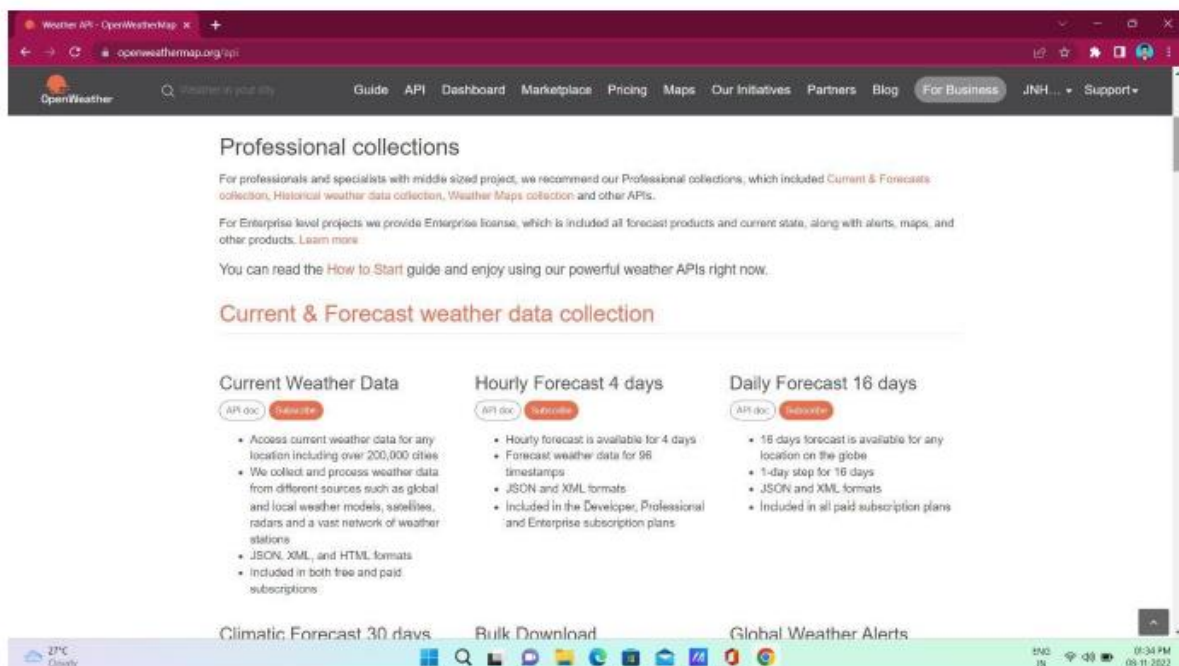 Weather API - OpenWeatherMap
openweathermap.org/api
OpenWeather
Weather in your city
Guide API Dashboard Marketplace Pricing Maps Our Initiatives Partners Blog For Business JNH... Support
Professional collections
For professionals and specialists with middle sized project, we recommend our Professional collections, which included Current & Forecasts
collection, Historical weather data collection, Weather Maps collection and other APIs.
For Enterprise level projects we provide Enterprise license, which is included all forecast products and current state, along with alerts, maps, and
other products. Learn more
You can read the How to Start guide and enjoy using our powerful weather APIs right now.
Current & Forecast weather data collection
Current Weather Data
API doc Subscribe
• Access current weather data for any
location including over 200,000 cities
• We collect and process weather data
from different sources such as global
and local weather models, satellites,
radars and a vast network of weather
stations
• JSON, XML, and HTML formats
• Included in both free and paid
subscriptions
Hourly Forecast 4 days
API doc Subscribe
• Hourly forecast is available for 4 days
• Forecast weather data for 96
timestamps
• JSON and XML formats
• Included in the Developer, Professional
and Enterprise subscription plans
Daily Forecast 16 days
API doc Subscribe
• 16 days forecast is available for any
location on the globe
• 1-day step for 16 days
• JSON and XML formats
• Included in all paid subscription plans
Climatic Forecast 30 days
Bulk Download
Global Weather Alerts
27°C
Cloudy
ENG
IN
01:34 PM
03-11-2022